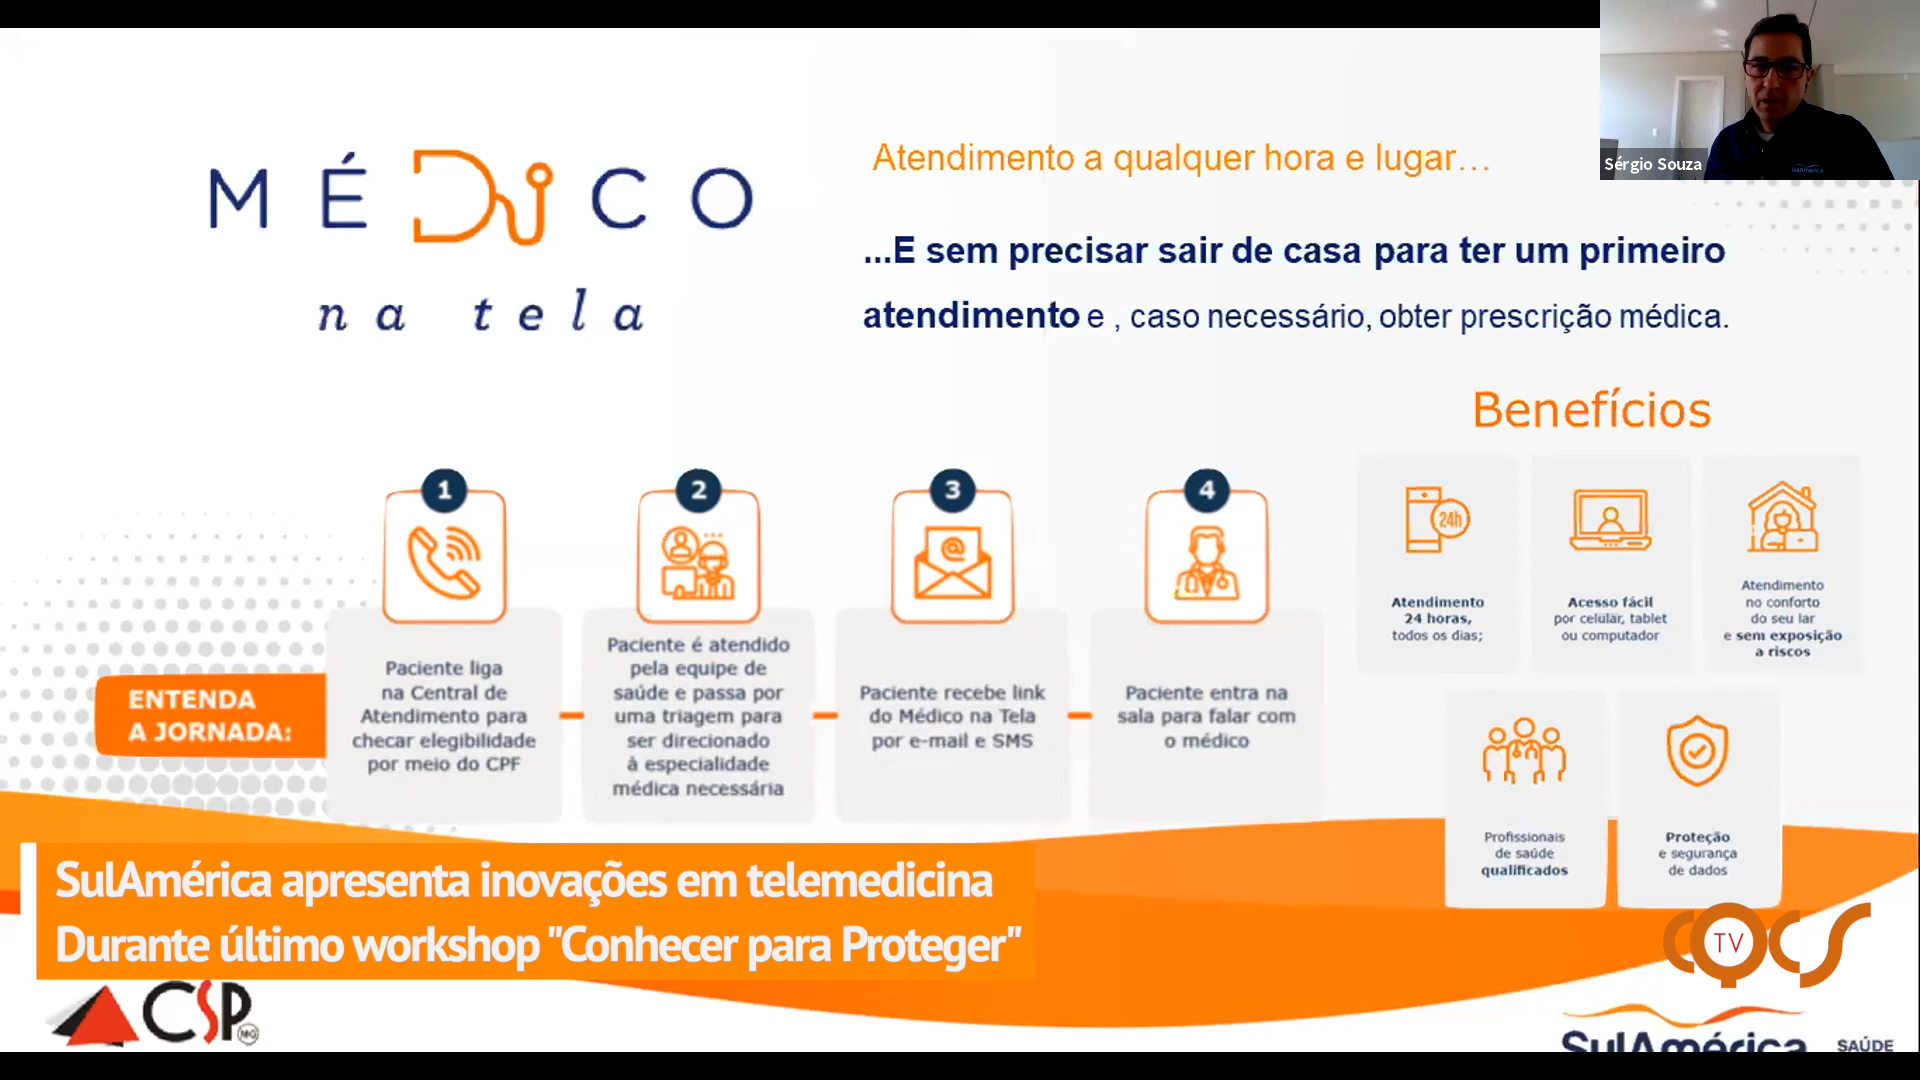 MÉDICO
na tela
Atendimento a qualquer hora e lugar...
...E sem precisar sair de casa para ter um primeiro
atendimento e , caso necessário, obter prescrição médica.
Sérgio Souza
SulAmérica
Benefícios
ENTENDA
A JORNADA:
1
Paciente liga
na Central de
Atendimento para
checar elegibilidade
por meio do CPF
2
Paciente é atendido
pela equipe de
saúde e passa por
uma triagem para
ser direcionado
à especialidade
médica necessária
3
@
Paciente recebe link
do Médico na Tela
por e-mail e SMS
4
Paciente entra na
sala para falar com
o médico
24h
Atendimento
24 horas,
todos os dias;
Acesso fácil
por celular, tablet
ou computador
Atendimento
no conforto
do seu lar
e sem exposição
a riscos
Profissionais
de saúde
qualificados
Proteção
e segurança
de dados
SulAmérica apresenta inovações em telemedicina
Durante último workshop "Conhecer para Proteger"
CSP
MG
CQCS
TV
SulAmérica
SAÚDE